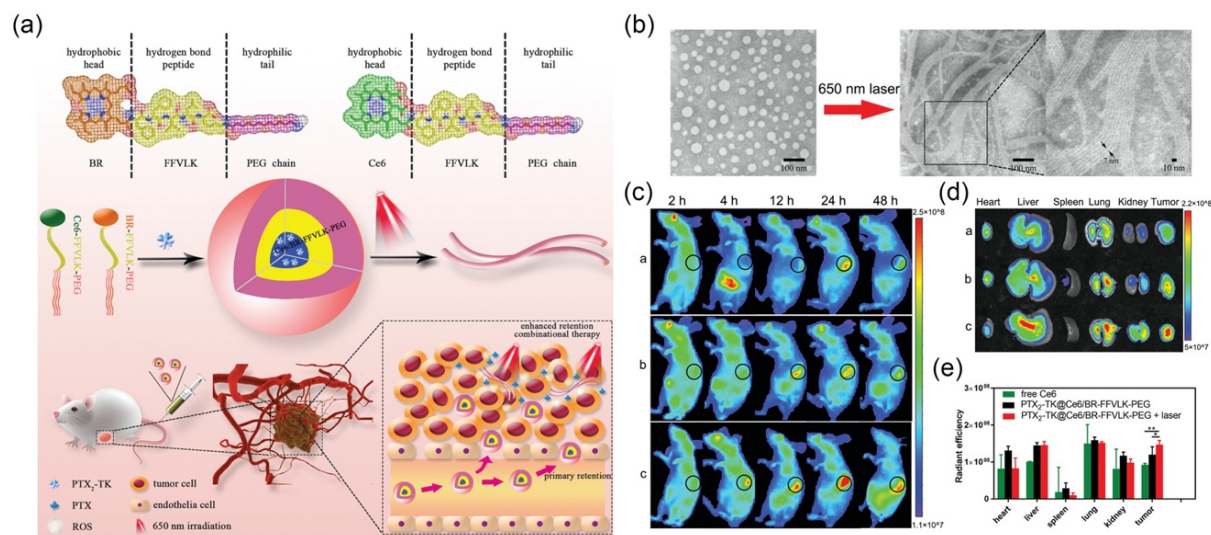 (a)
hydrophobic head
hydrogen bond peptide
hydrophilic tail
hydrophobic head
hydrogen bond peptide
hydrophilic tail
BR
FFVLK
PEG chain
Ce6
FFVLK
PEG chain
Ce6-FFVLK-PEG
BR-FFVLK-PEG
BR-FFVLK-PEG
enhanced retention
combinational therapy
primary retention
PTX2-TK
tumor cell
PTX
endothelia cell
ROS
650 nm irradiation
(b)
650 nm laser
100 nm
100 nm
7 nm
10 nm
(c)
2 h 4 h 12 h 24 h 48 h
a
b
c
2.5×10^8
1.1×10^7
(d)
Heart Liver Spleen Lung Kidney Tumor
a
b
c
2.2×10^8
5×10^7
(e)
free Ce6
PTX2-TK@Ce6/BR-FFVLK-PEG
PTX2-TK@Ce6/BR-FFVLK-PEG + laser
**
*
Radiant efficiency
0
heart liver spleen lung kidney tumor